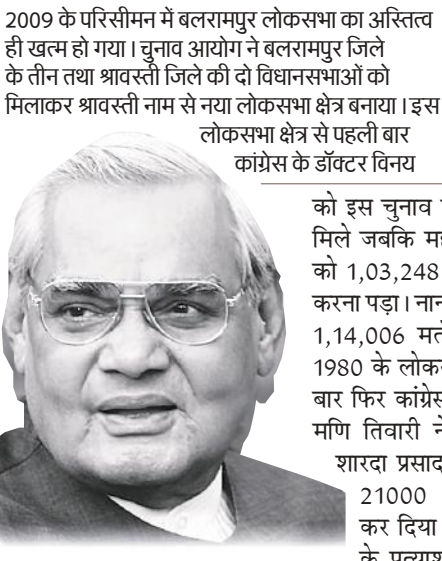 2009 के परिसीमन में बलरामपुर लोकसभा का अस्तित्व
ही खत्म हो गया। चुनाव आयोग ने बलरामपुर जिले
के तीन तथा श्रावस्ती जिले की दो विधानसभाओं को
मिलाकर श्रावस्ती नाम से नया लोकसभा क्षेत्र बनाया। इस
लोकसभा क्षेत्र से पहली बार
कांग्रेस के डॉक्टर विनय
को इस चुनाव
मिले जबकि
को 1,03,248
करना पड़ा।
1,14,006
1980 के
बार फिर
मणि तिवारी
शारदा
21000
कर दिया
के